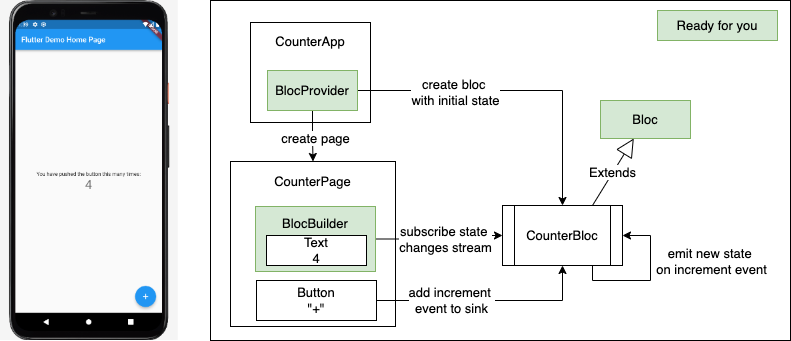 Flutter Demo Home Page
You have pushed the button this many times:
4
+
Ready for you
CounterApp
BlocProvider
create bloc
with initial state
create page
Bloc
Extends
CounterPage
BlocBuilder
Text
4
subscribe state
changes stream
CounterBloc
emit new state
on increment event
Button
"+"
add increment
event to sink